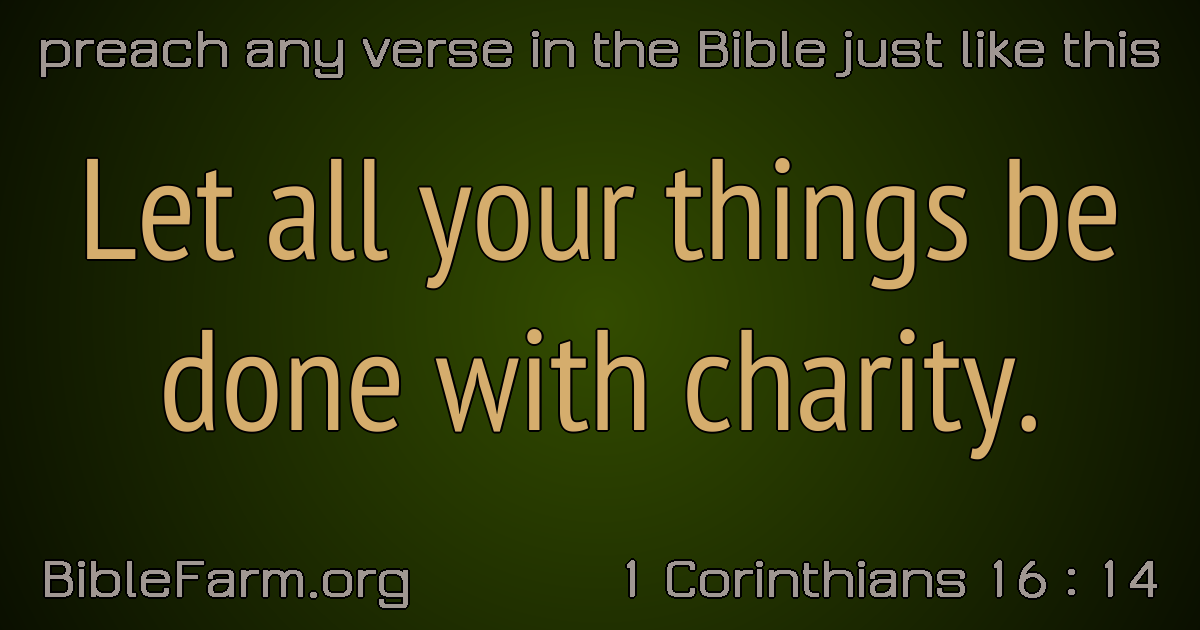 preach any verse in the Bible just like this
Let all your things be
done with charity.
BibleFarm.org
1 Corinthians 16 : 14